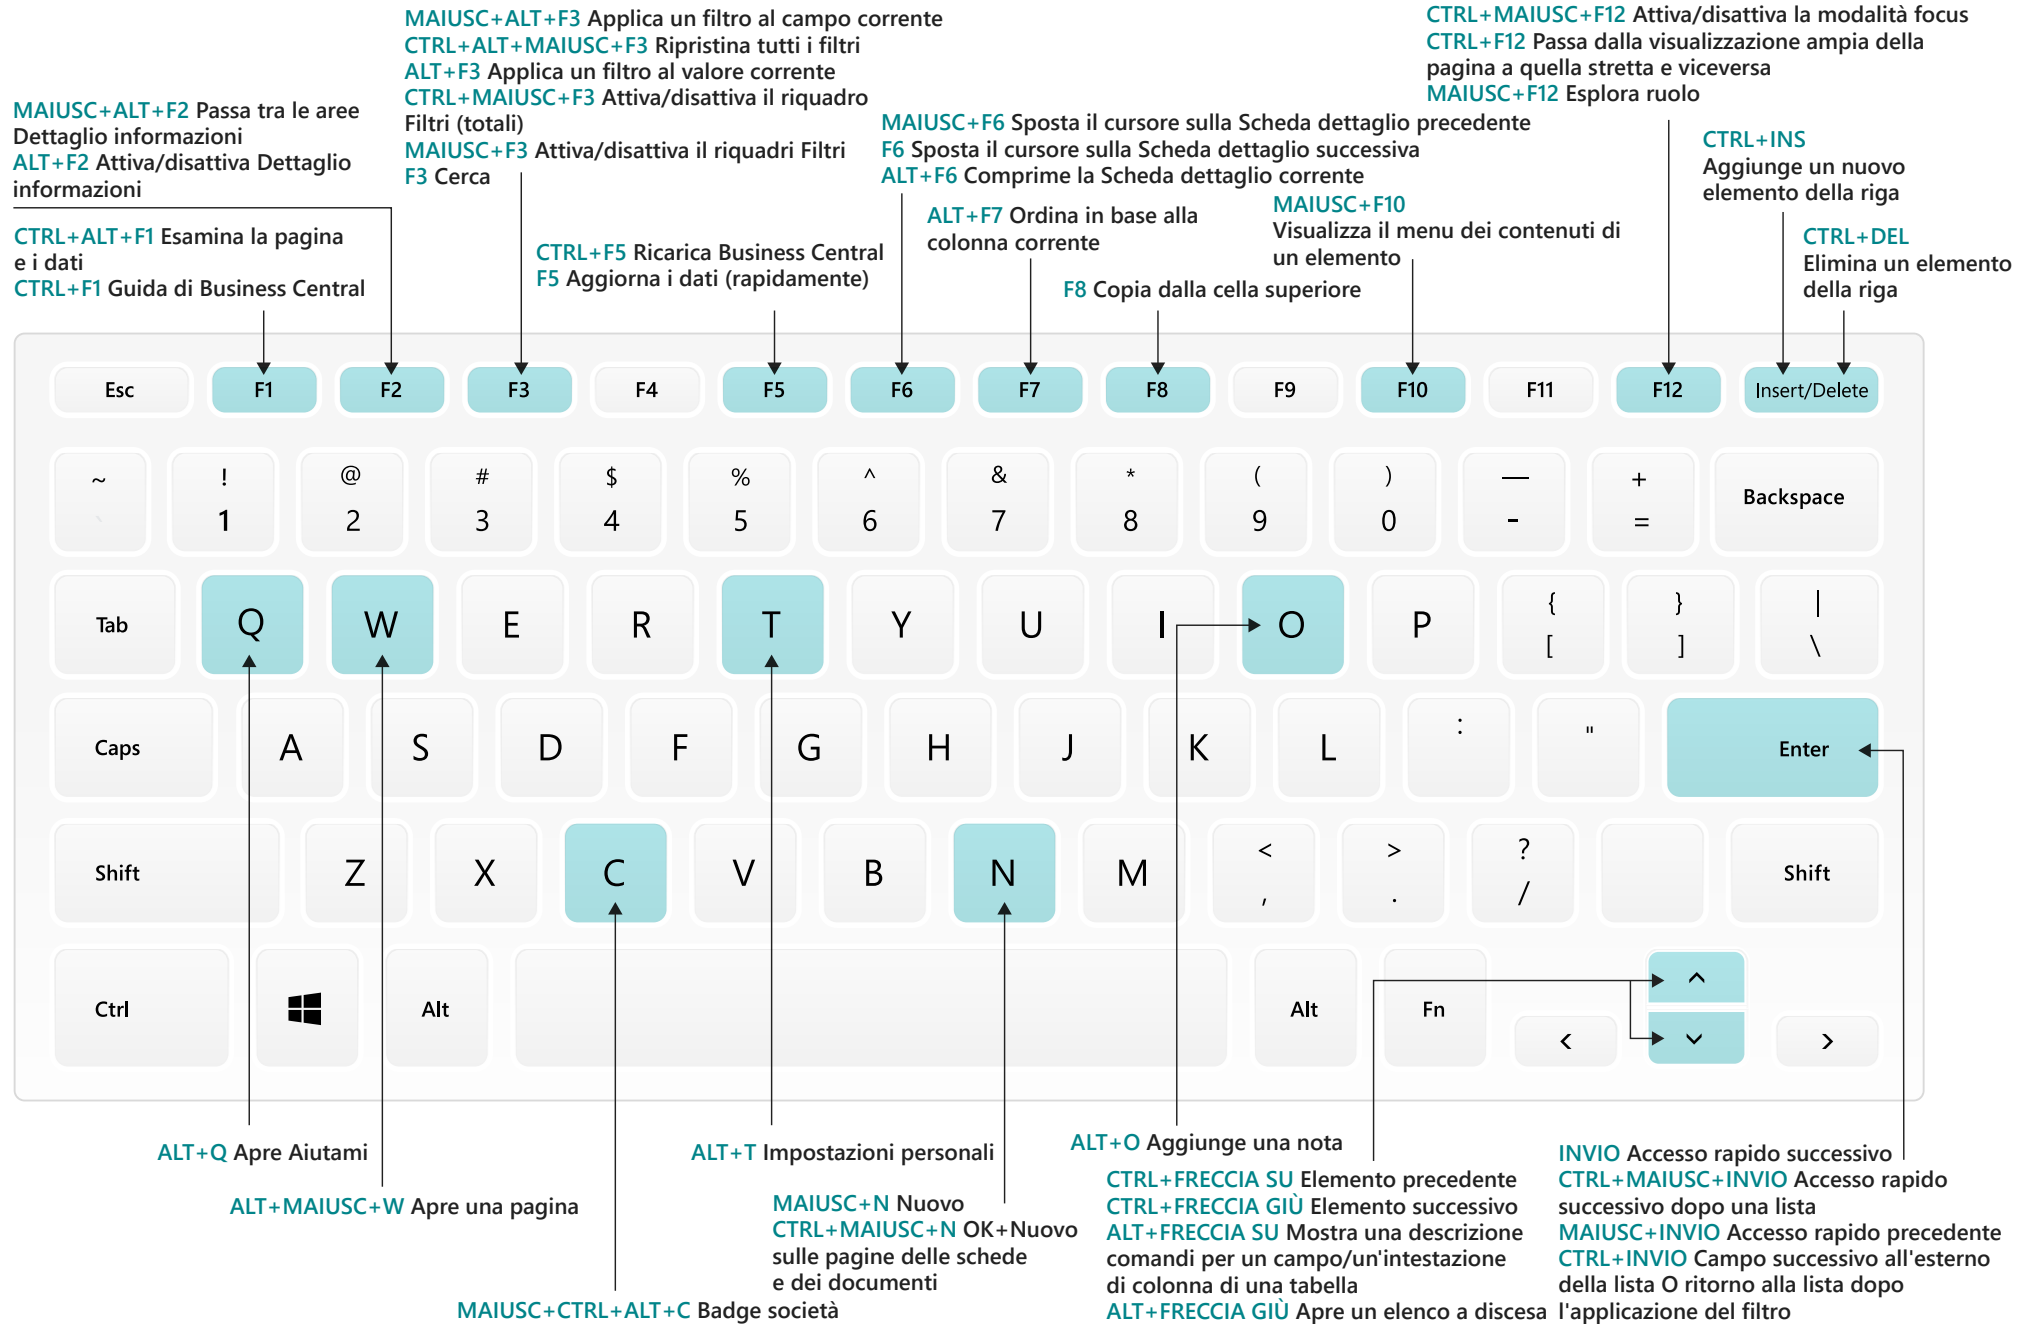 MAIUSC+ALT+F3 Applica un filtro al campo corrente
CTRL+ALT+MAIUSC+F3 Ripristina tutti i filtri
ALT+F3 Applica un filtro al valore corrente
CTRL+MAIUSC+F3 Attiva/disattiva il riquadro
Filtri (totali)
MAIUSC+F3 Attiva/disattiva il riquadri Filtri
F3 Cerca
CTRL+MAIUSC+F12 Attiva/disattiva la modalità focus
CTRL+F12 Passa dalla visualizzazione ampia della
pagina a quella stretta e viceversa
MAIUSC+F12 Esplora ruolo
MAIUSC+ALT+F2 Passa tra le aree
Dettaglio informazioni
ALT+F2 Attiva/disattiva Dettaglio
informazioni
MAIUSC+F6 Sposta il cursore sulla Scheda dettaglio precedente
F6 Sposta il cursore sulla Scheda dettaglio successiva
ALT+F6 Comprime la Scheda dettaglio corrente
CTRL+INS
Aggiunge un nuovo
elemento della riga
CTRL+ALT+F1 Esamina la pagina
e i dati
CTRL+F1 Guida di Business Central
CTRL+F5 Ricarica Business Central
F5 Aggiorna i dati (rapidamente)
ALT+F7 Ordina in base alla
colonna corrente
MAIUSC+F10
Visualizza il menu dei contenuti di
un elemento
F8 Copia dalla cella superiore
CTRL+DEL
Elimina un elemento
della riga
Esc F1 F2 F3 F4 F5 F6 F7 F8 F9 F10 F11 F12 Insert/Delete
~ ! @ # $ % ^ & * ( ) — +
` 1 2 3 4 5 6 7 8 9 0 - = Backspace
Tab Q W E R T Y U I O P { } |
[ ] \
Caps A S D F G H J K L : " Enter
Shift Z X C V B N M < > ? Shift
, . /
Ctrl Alt Alt Fn ^
< ⌄ >
ALT+Q Apre Aiutami
ALT+MAIUSC+W Apre una pagina
MAIUSC+CTRL+ALT+C Badge società
ALT+T Impostazioni personali
MAIUSC+N Nuovo
CTRL+MAIUSC+N OK+Nuovo
sulle pagine delle schede
e dei documenti
ALT+O Aggiunge una nota
CTRL+FRECCIA SU Elemento precedente
CTRL+FRECCIA GIÙ Elemento successivo
ALT+FRECCIA SU Mostra una descrizione
comandi per un campo/un'intestazione
di colonna di una tabella
ALT+FRECCIA GIÙ Apre un elenco a discesa
INVIO Accesso rapido successivo
CTRL+MAIUSC+INVIO Accesso rapido
successivo dopo una lista
MAIUSC+INVIO Accesso rapido precedente
CTRL+INVIO Campo successivo all'esterno
della lista O ritorno alla lista dopo
l'applicazione del filtro